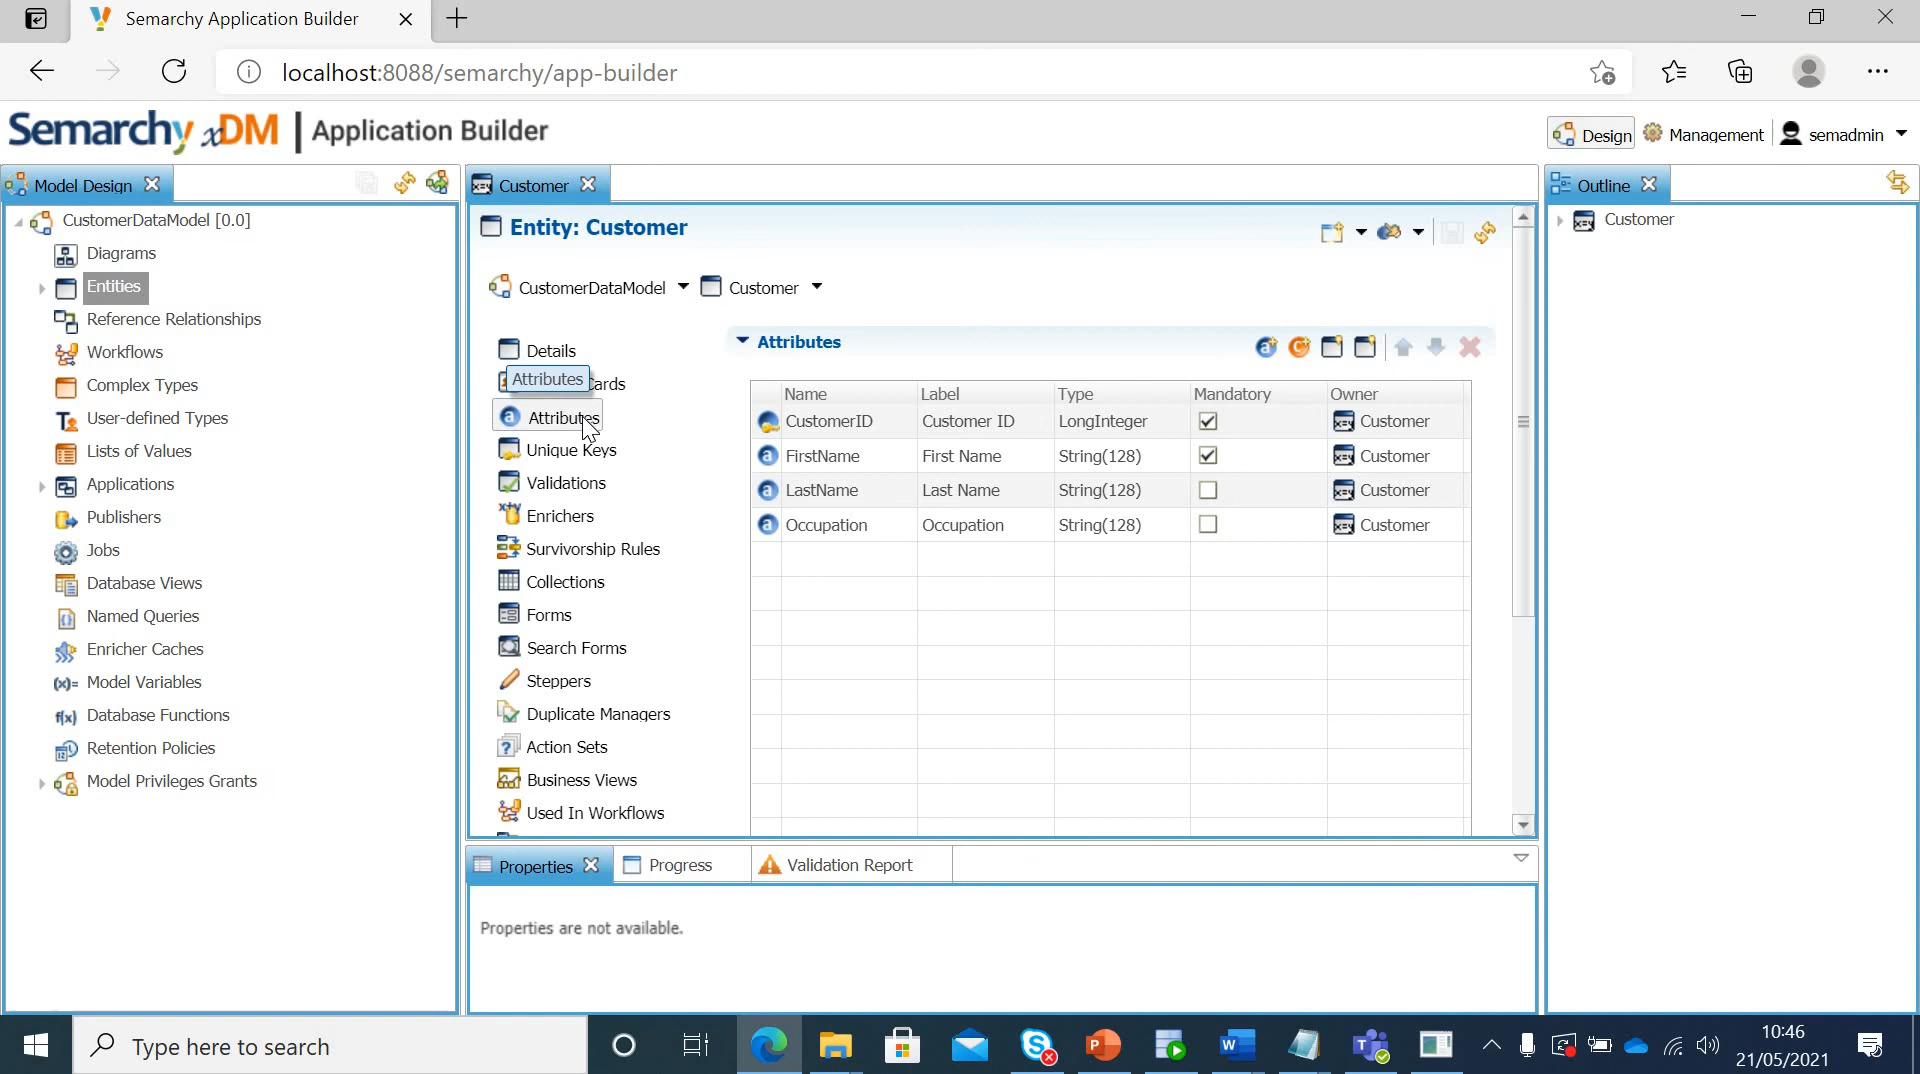 Semarchy Application Builder
localhost:8088/semarchy/app-builder
Semarchy xDM | Application Builder
Design
Management
semadmin
Model Design
CustomerDataModel [0.0]
Diagrams
Entities
Reference Relationships
Workflows
Complex Types
User-defined Types
Lists of Values
Applications
Publishers
Jobs
Database Views
Named Queries
Enricher Caches
Model Variables
Database Functions
Retention Policies
Model Privileges Grants
Customer
Entity: Customer
CustomerDataModel
Customer
Details
Attributes
ards
Attributes
Unique Keys
Validations
Enrichers
Survivorship Rules
Collections
Forms
Search Forms
Steppers
Duplicate Managers
Action Sets
Business Views
Used In Workflows
Attributes
Name Label Type Mandatory Owner
CustomerID Customer ID LongInteger Customer
FirstName First Name String(128) Customer
LastName Last Name String(128) Customer
Occupation Occupation String(128) Customer
Properties
Progress
Validation Report
Properties are not available.
Outline
Customer
Type here to search
10:46
21/05/2021